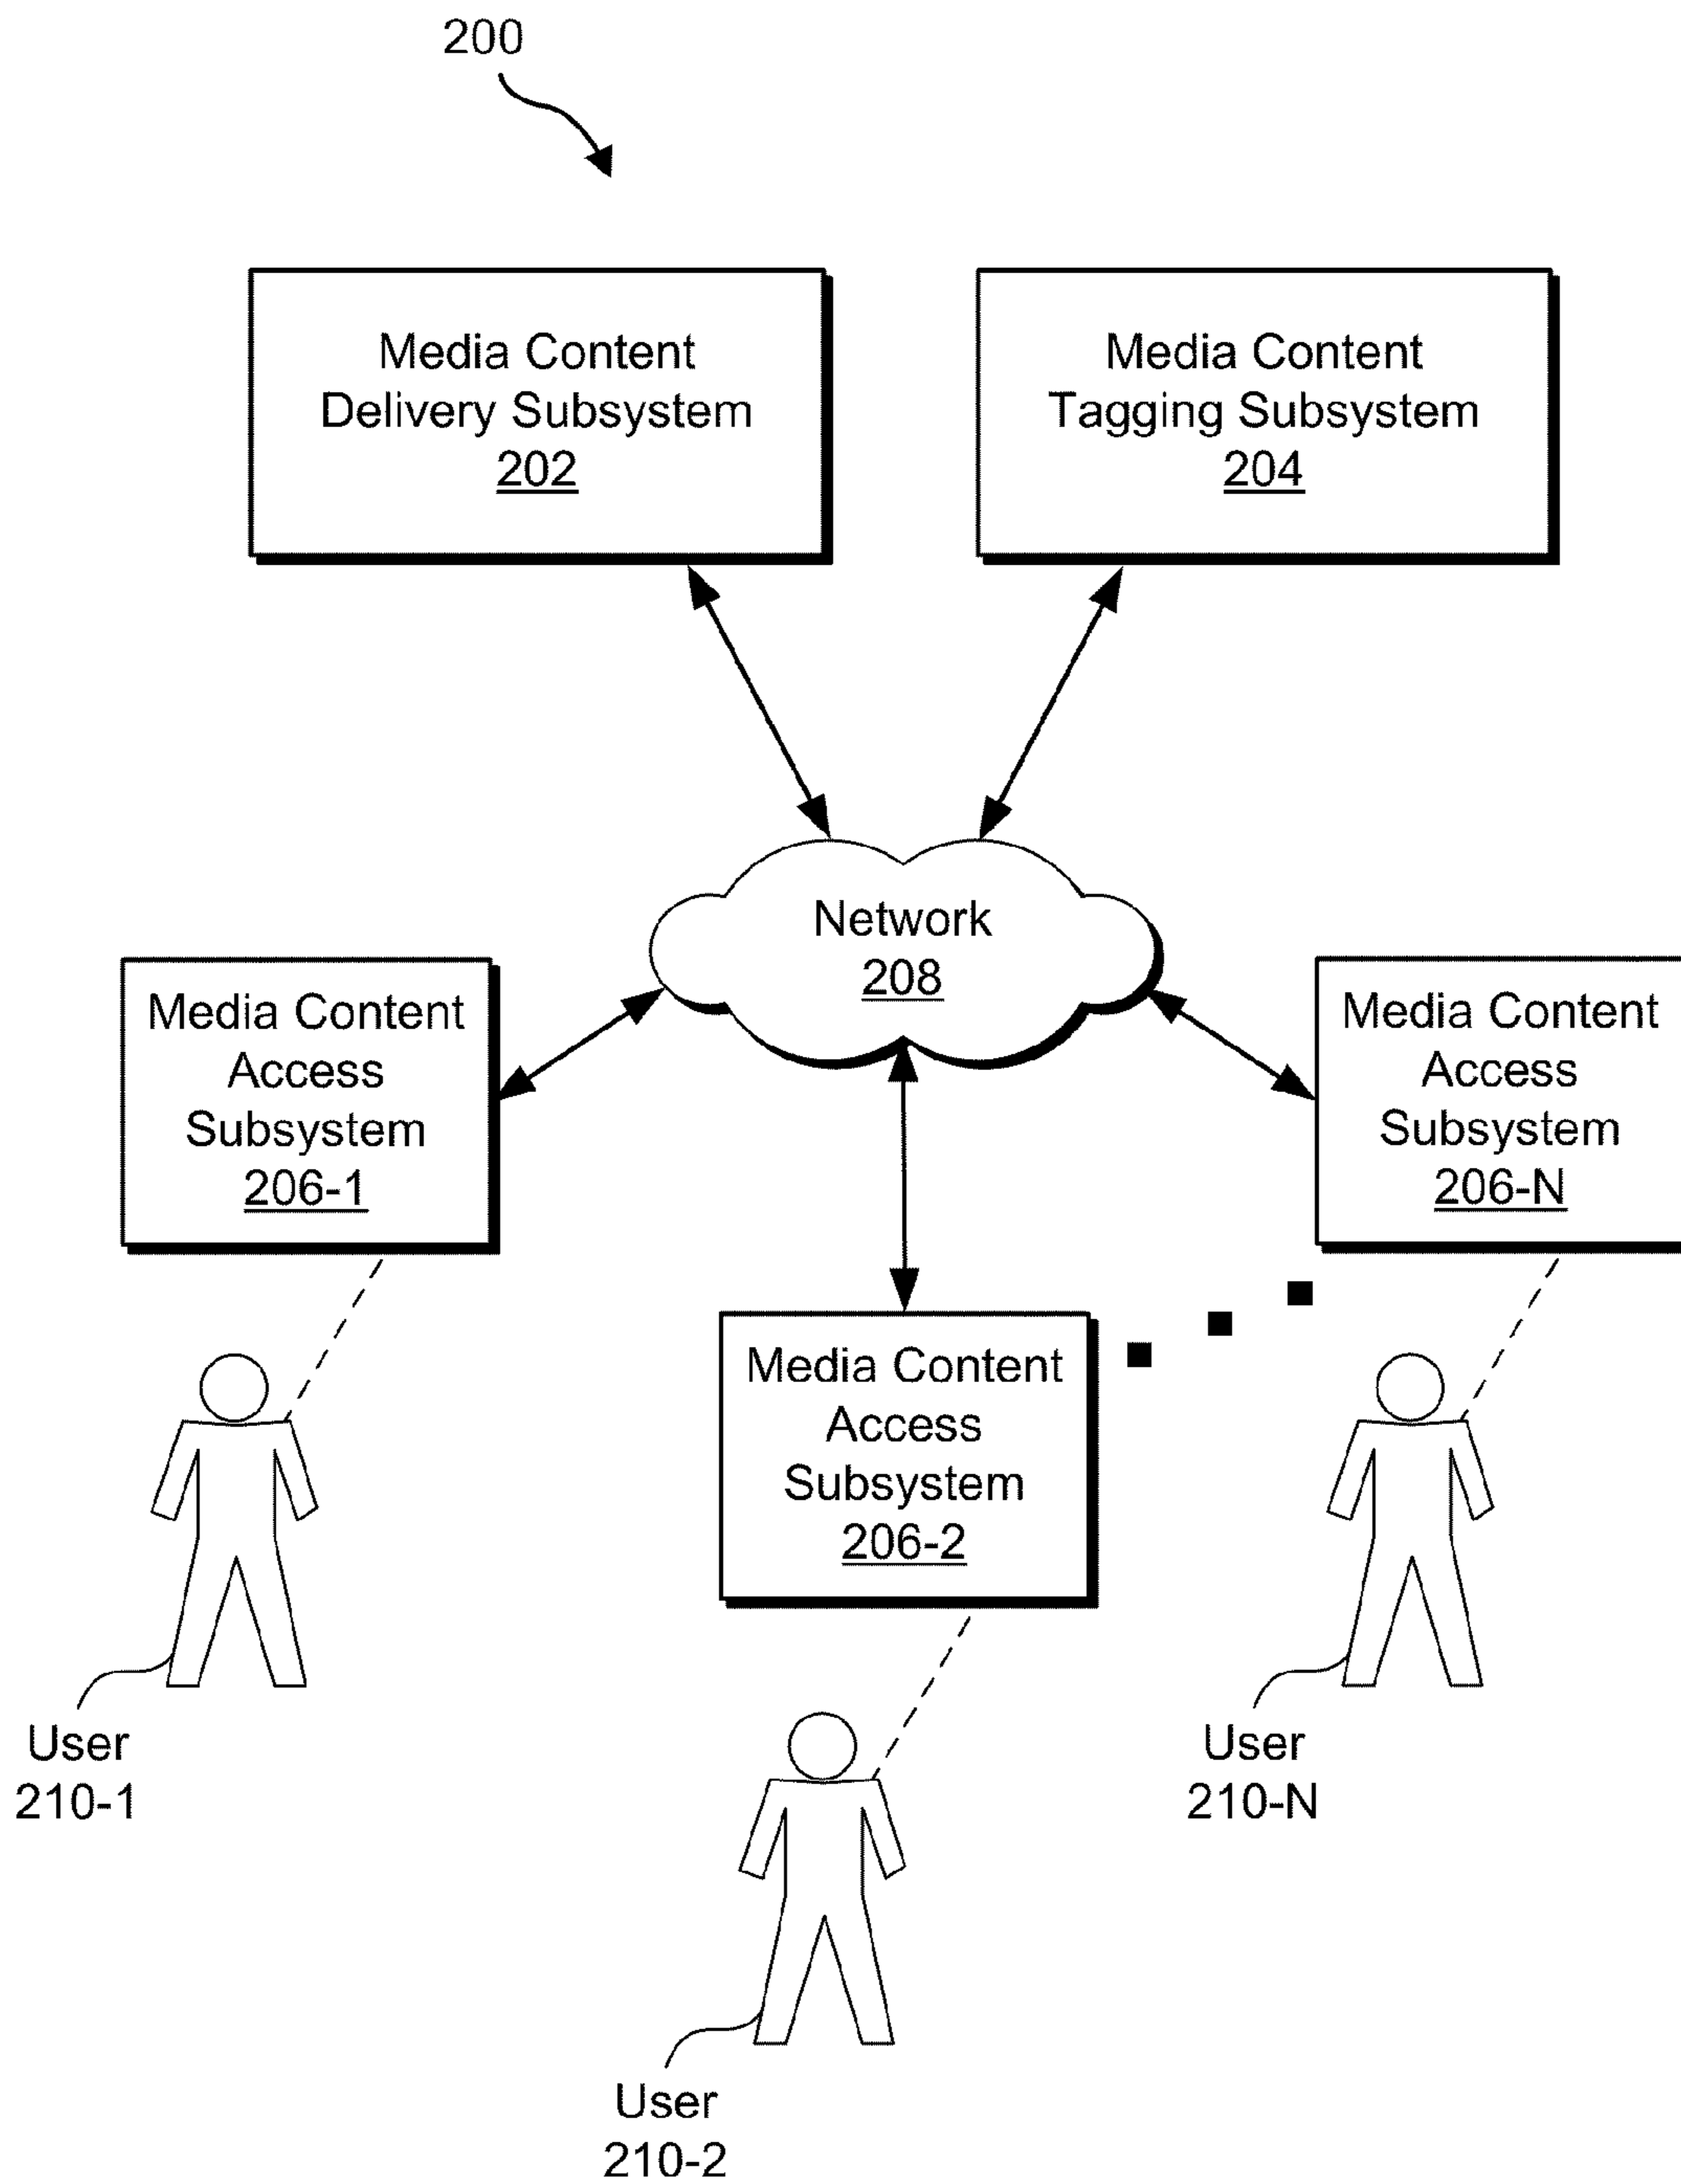 200
Media Content
Delivery Subsystem
202
Media Content
Tagging Subsystem
204
Network
208
Media Content
Access
Subsystem
206-1
Media Content
Access
Subsystem
206-N
Media Content
Access
Subsystem
206-2
User
210-1
User
210-N
User
210-2